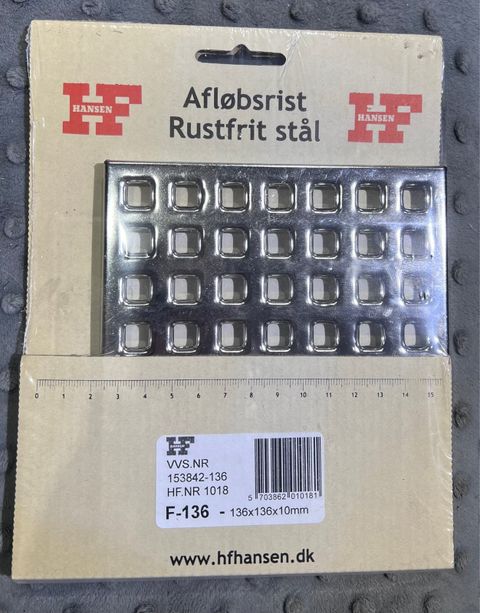 HF HANSEN
Afløbsrist
Rustfrit stål
HF HANSEN
0 1 2 3 4 5 6 7 8 9 10 11 12 13 14 15
HF
HANSEN
VVS.NR
153842-136
HF.NR 1018
5 703862 010181
F-136 - 136x136x10mm
www.hfhansen.dk